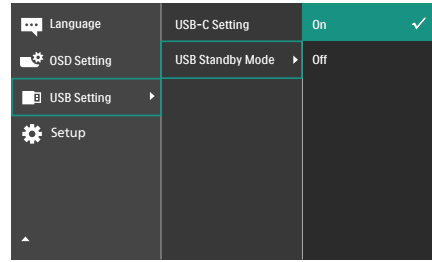 Language
OSD Setting
USB Setting
Setup
USB-C Setting
USB Standby Mode
On
Off